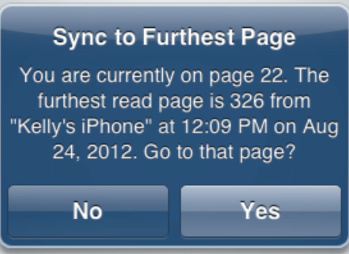 Sync to Furthest Page
You are currently on page 22. The
furthest read page is 326 from
"Kelly's iPhone" at 12:09 PM on Aug
24, 2012. Go to that page?
No
Yes